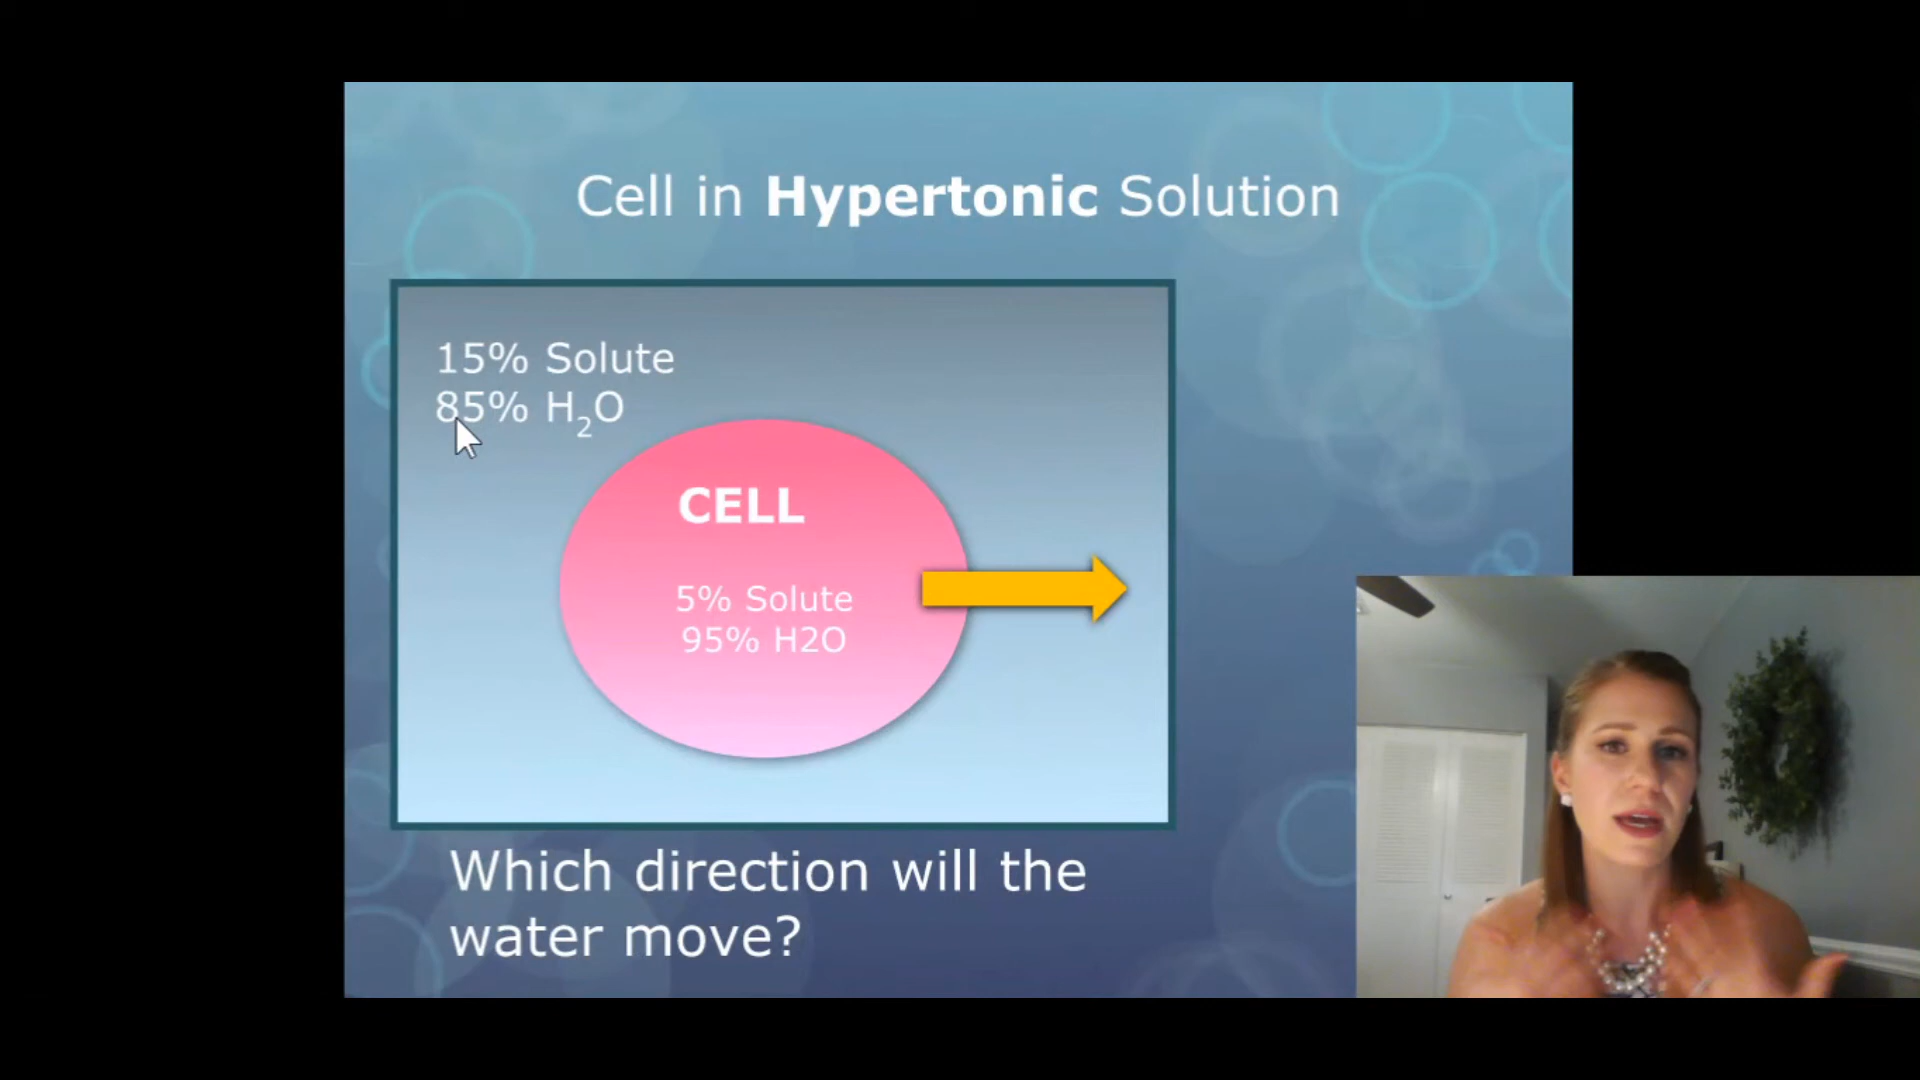 Cell in Hypertonic Solution
15% Solute
85% H₂O
CELL
5% Solute
95% H2O
Which direction will the
water move?